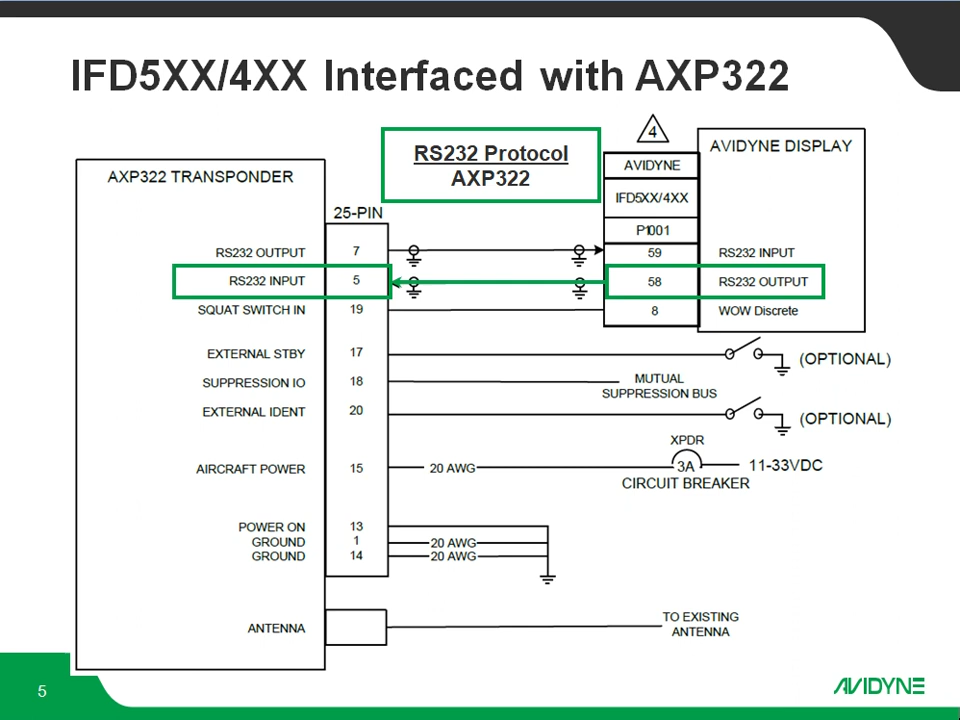 IFD5XX/4XX Interfaced with AXP322
4
RS232 Protocol
AXP322
AVIDYNE DISPLAY
AVIDYNE
IFD5XX/4XX
P1001
AXP322 TRANSPONDER
25-PIN
RS232 OUTPUT 7 59 RS232 INPUT
RS232 INPUT 5 58 RS232 OUTPUT
SQUAT SWITCH IN 19 8 WOW Discrete
EXTERNAL STBY 17 (OPTIONAL)
SUPPRESSION IO 18 MUTUAL
SUPPRESSION BUS
EXTERNAL IDENT 20 (OPTIONAL)
XPDR
AIRCRAFT POWER 15 20 AWG 3A 11-33VDC
CIRCUIT BREAKER
POWER ON 13
GROUND 1 20 AWG
GROUND 14 20 AWG
ANTENNA TO EXISTING
ANTENNA
5
AVIDYNE